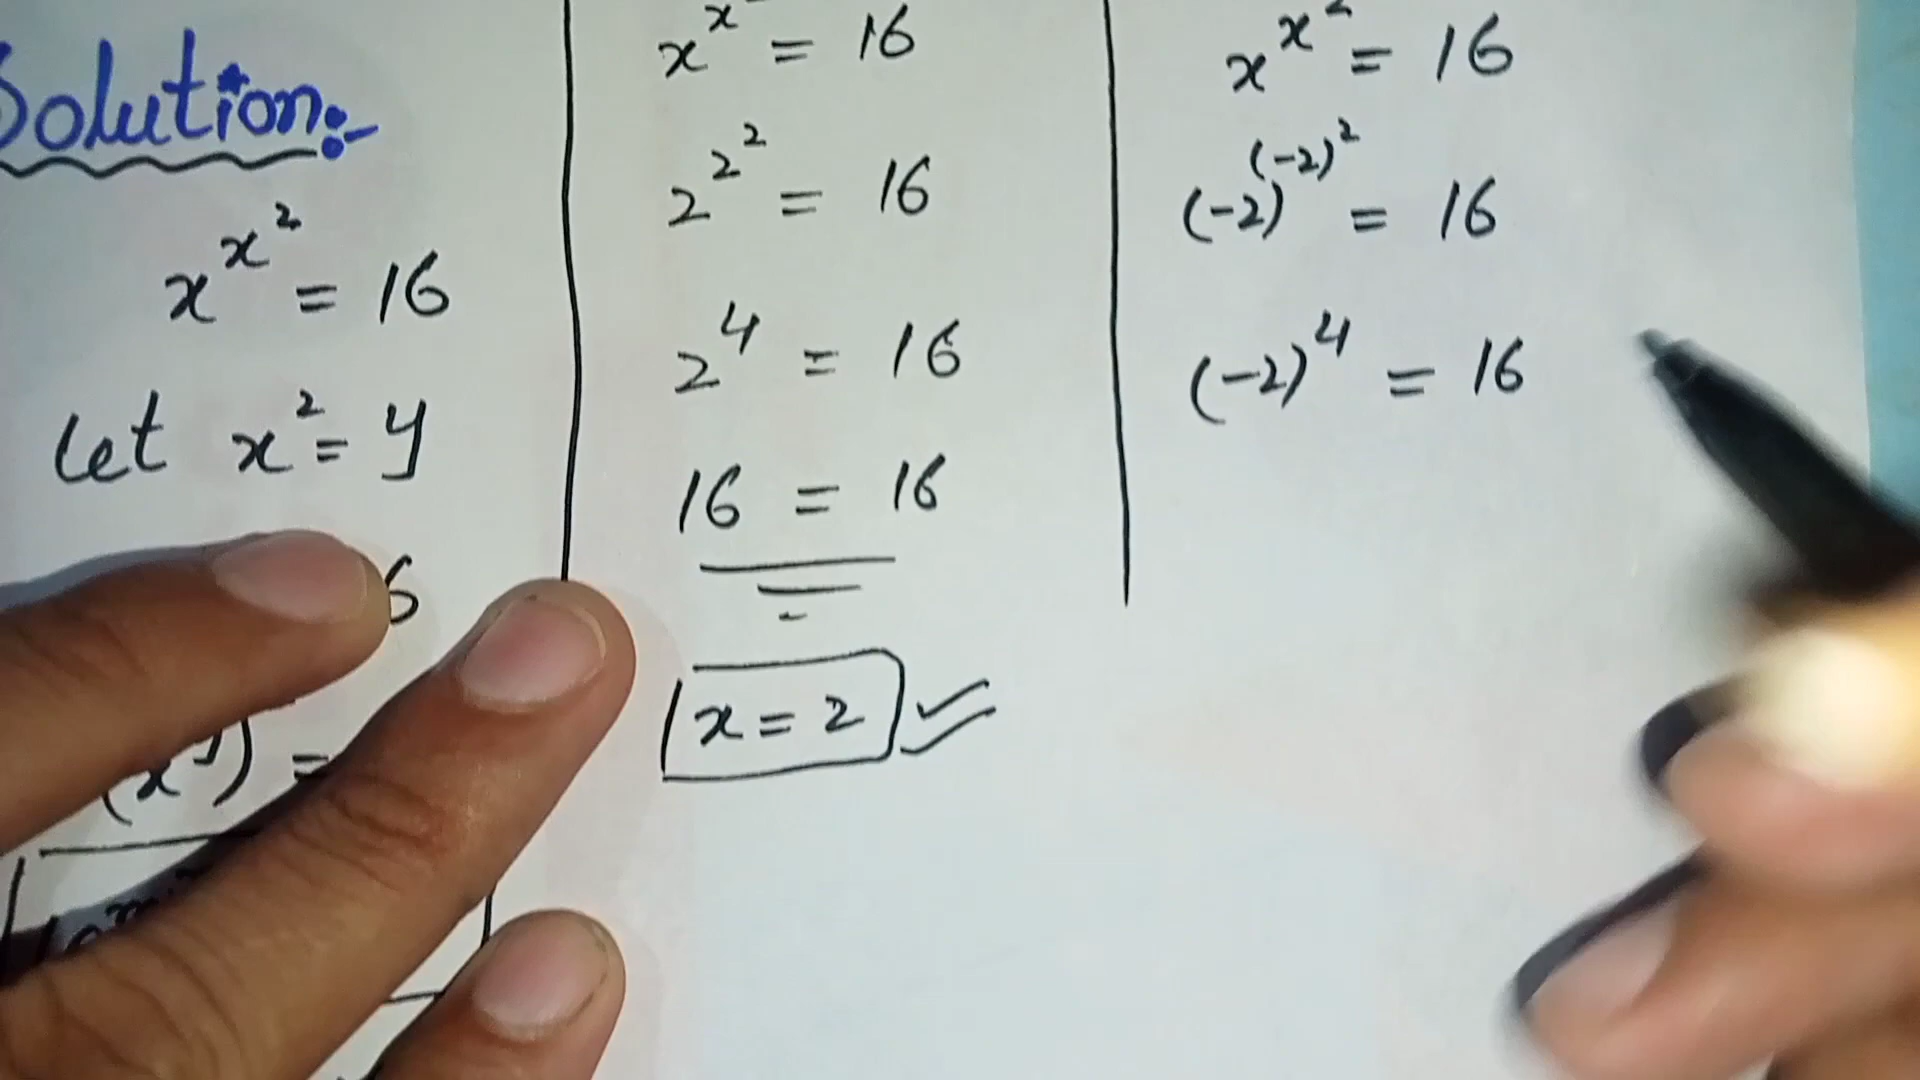 Solution:-
x^x^2 = 16
let x^2 = y
6
(x^y) =
x^x = 16
2^2^2 = 16
2^4 = 16
16 = 16
x = 2
x^x^2 = 16
(-2)^(-2)^2 = 16
(-2)^4 = 16